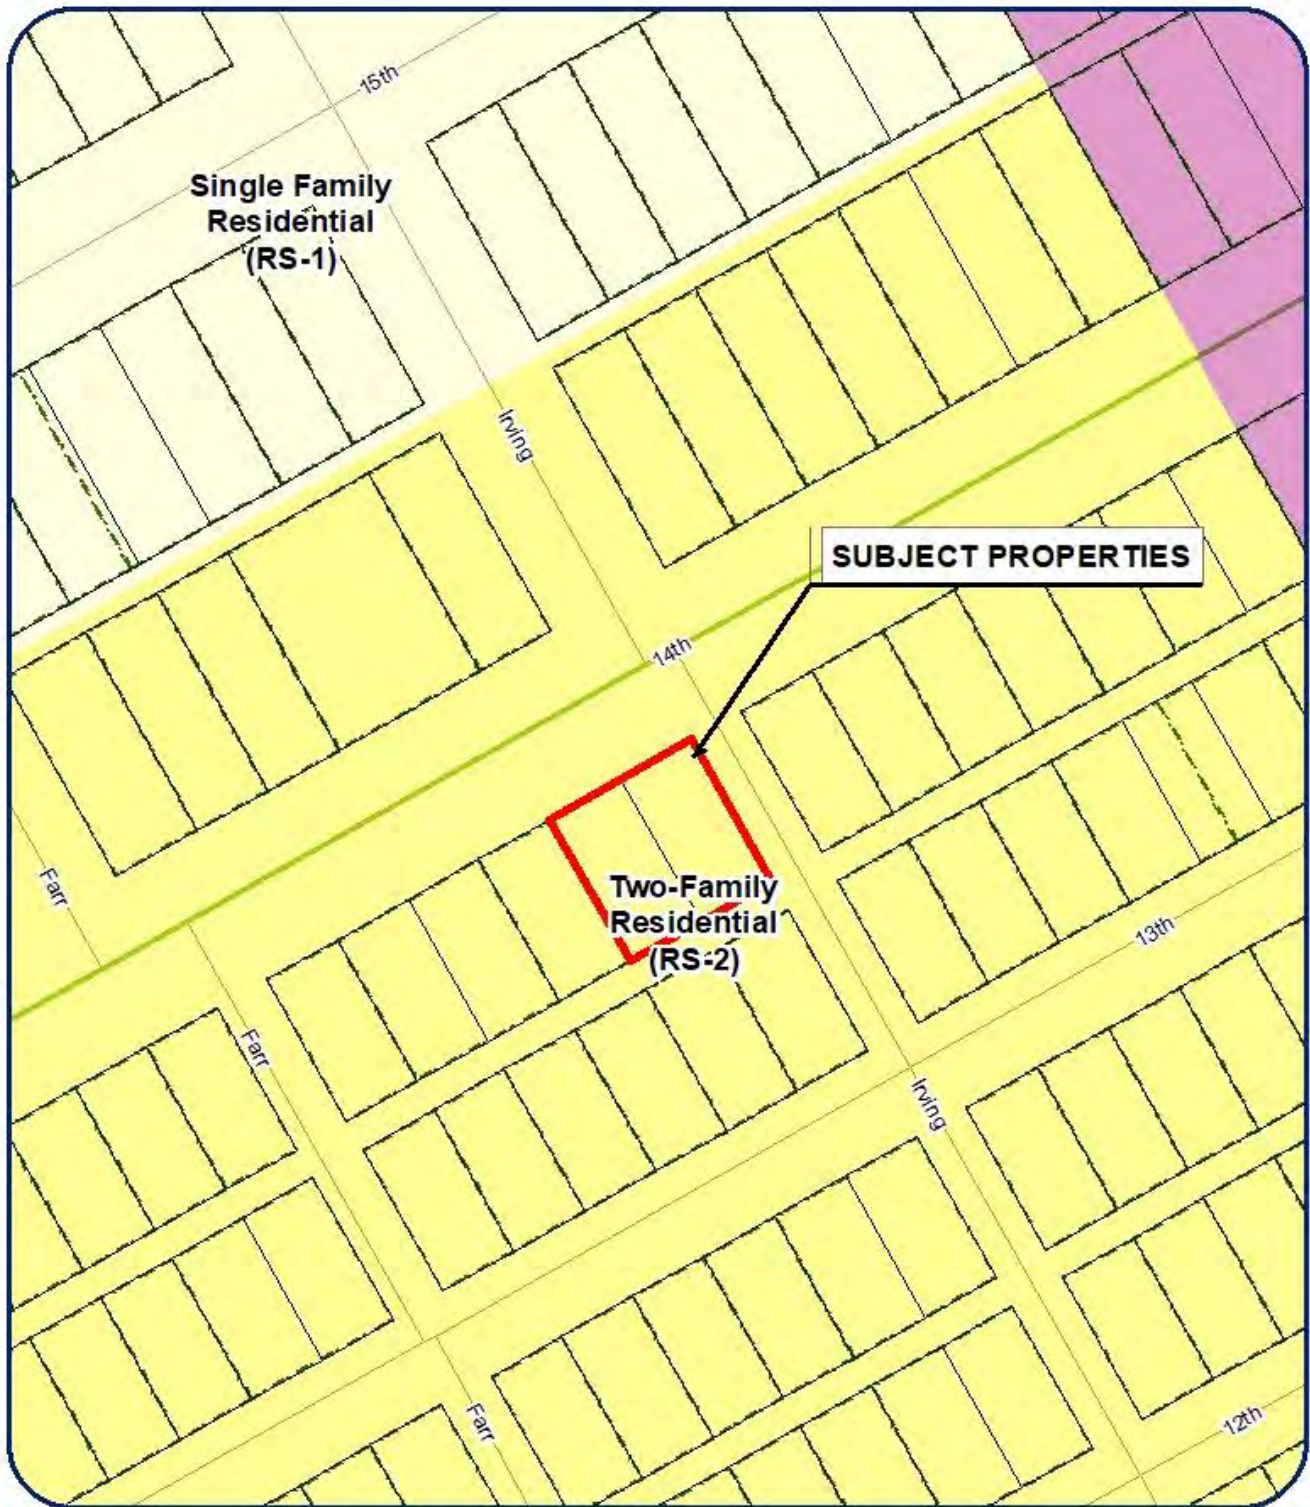 15th
Single Family
Residential
(RS-1)
Irving
SUBJECT PROPERTIES
14th
Farr
Two-Family
Residential
(RS-2)
13th
Farr
Irving
Farr
12th